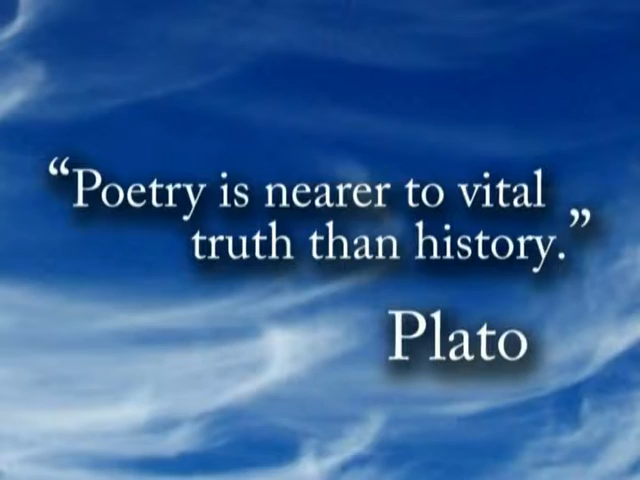 “Poetry is nearer to vital
truth than history.”
Plato